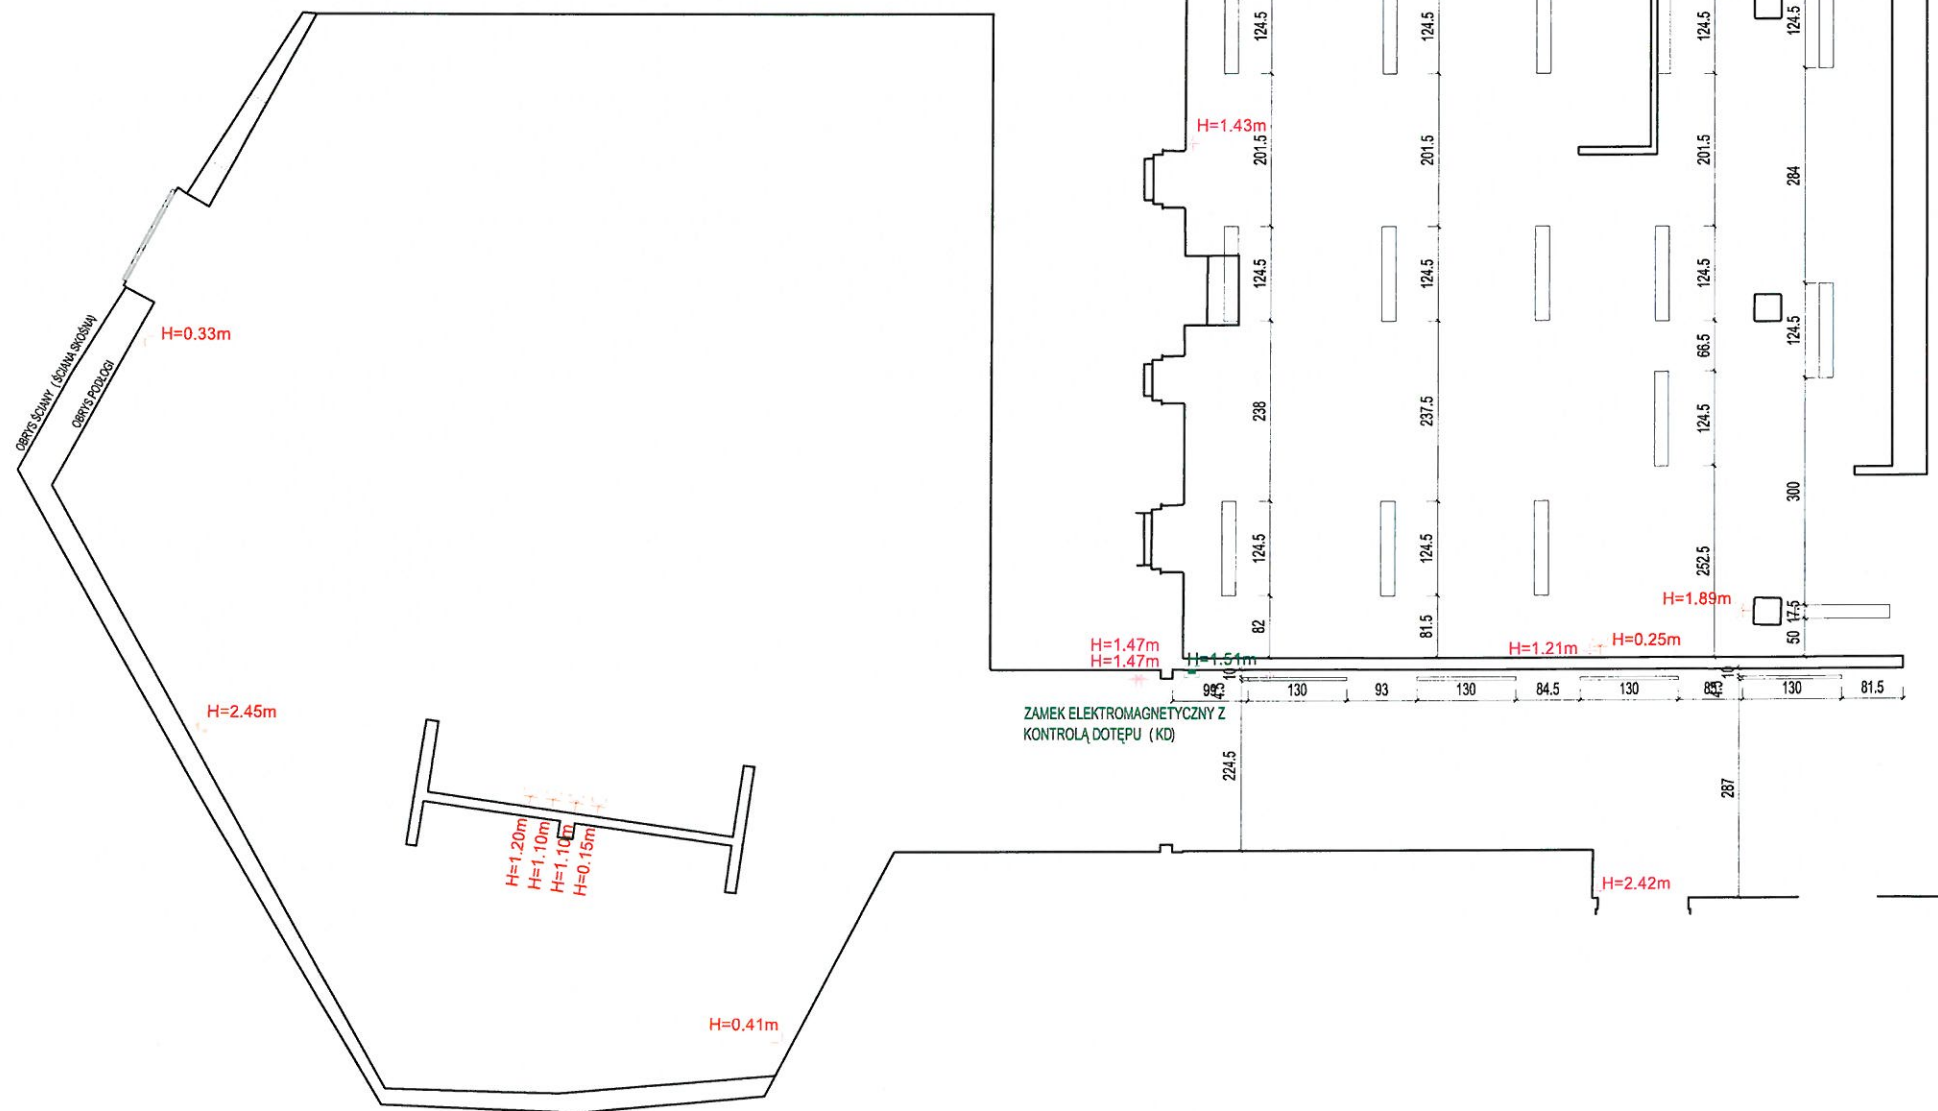 124.5
124.5
124.5
124.5
H=1.43m
201.5
201.5
201.5
284
OBRYS ŚCIANY (ŚCIANA SKOŚNA)
OBRYS PODŁOGI
H=0.33m
124.5
124.5
124.5
66.5
124.5
238
237.5
124.5
300
124.5
124.5
252.5
H=1.89m
17.5
50
82
81.5
H=1.47m
H=1.47m
H=1.51m
H=1.21m
H=0.25m
10
10
99
4.5
130
93
130
84.5
130
130
81.5
ZAMEK ELEKTROMAGNETYCZNY Z
KONTROLĄ DOTĘPU (KD)
H=2.45m
224.5
287
H=1.20m
H=1.10m
H=1.10m
H=0.15m
H=2.42m
H=0.41m